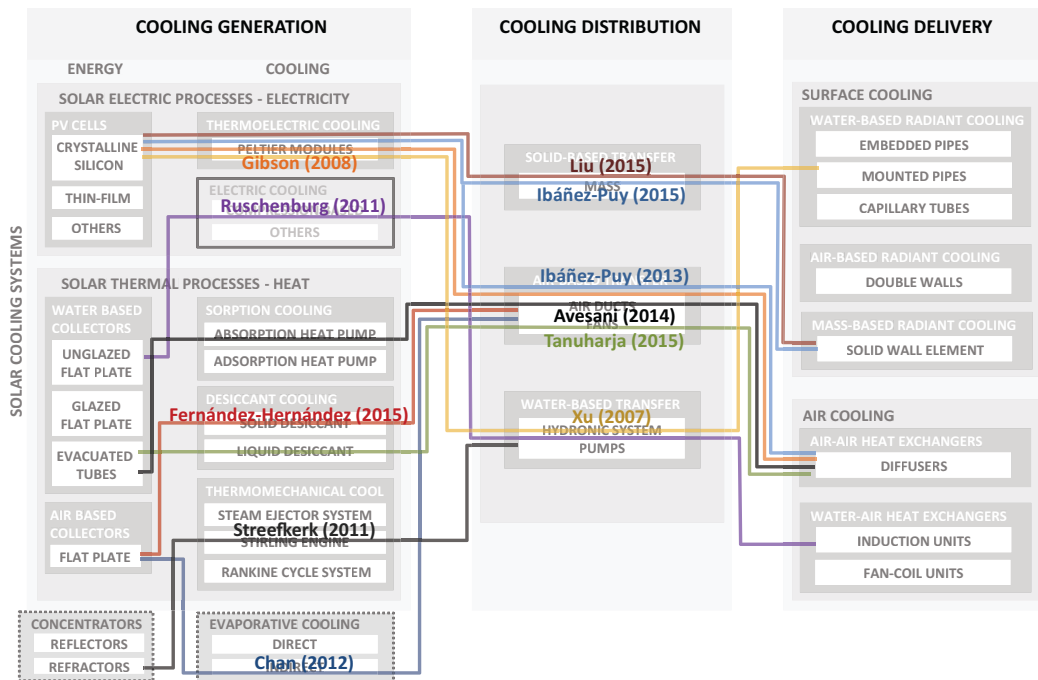 COOLING GENERATION
COOLING DISTRIBUTION
COOLING DELIVERY
SOLAR COOLING SYSTEMS
ENERGY
COOLING
SOLAR ELECTRIC PROCESSES - ELECTRICITY
PV CELLS
CRYSTALLINE
SILICON
THIN-FILM
OTHERS
THERMOELECTRIC COOLING
PELTIER MODULES
Gibson (2008)
ELECTRIC COOLING
Ruschenburg (2011)
OTHERS
SOLAR THERMAL PROCESSES - HEAT
WATER BASED
COLLECTORS
UNGLAZED
FLAT PLATE
GLAZED
FLAT PLATE
EVACUATED
TUBES
AIR BASED
COLLECTORS
FLAT PLATE
SORPTION COOLING
ABSORPTION HEAT PUMP
ADSORPTION HEAT PUMP
DESICCANT COOLING
Fernández-Hernández (2015)
SOLID DESICCANT
LIQUID DESICCANT
THERMOMECHANICAL COOL
STEAM EJECTOR SYSTEM
Streefkerk (2011)
STIRLING ENGINE
RANKINE CYCLE SYSTEM
CONCENTRATORS
REFLECTORS
REFRACTORS
EVAPORATIVE COOLING
DIRECT
INDIRECT
Chan (2012)
SOLID-BASED TRANSFER
Liu (2015)
MASS
Ibáñez-Puy (2015)
Ibáñez-Puy (2013)
AIR DUCTS
Avesani (2014)
FANS
Tanuharja (2015)
WATER-BASED TRANSFER
Xu (2007)
HYDRONIC SYSTEM
PUMPS
SURFACE COOLING
WATER-BASED RADIANT COOLING
EMBEDDED PIPES
MOUNTED PIPES
CAPILLARY TUBES
AIR-BASED RADIANT COOLING
DOUBLE WALLS
MASS-BASED RADIANT COOLING
SOLID WALL ELEMENT
AIR COOLING
AIR-AIR HEAT EXCHANGERS
DIFFUSERS
WATER-AIR HEAT EXCHANGERS
INDUCTION UNITS
FAN-COIL UNITS